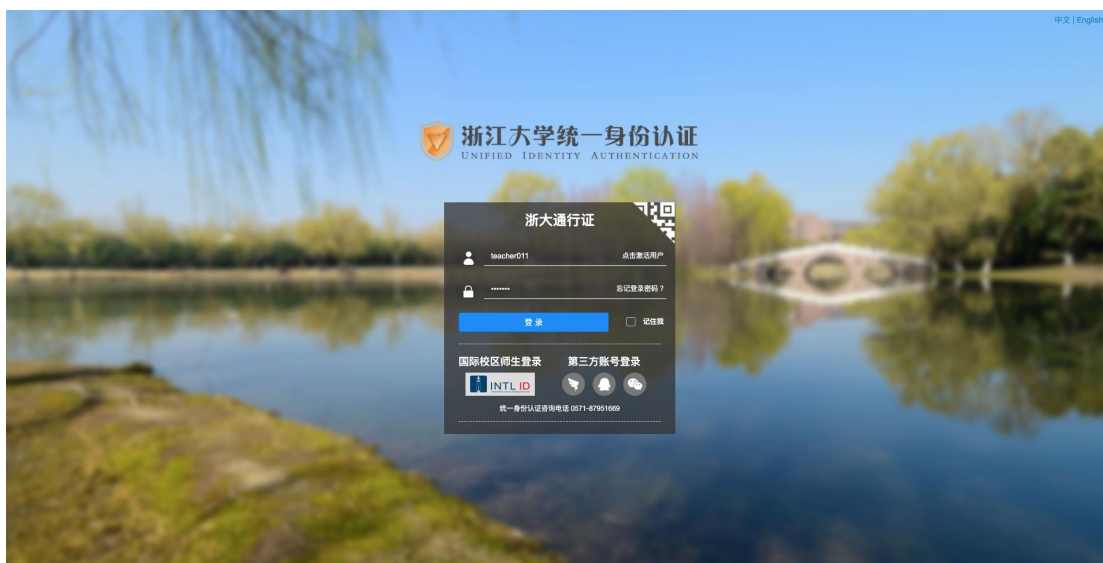 中文 | English
浙江大学统一身份认证
UNIFIED IDENTITY AUTHENTICATION
浙大通行证
teacher011 点击激活用户
······· 忘记登录密码？
登 录 记住我
国际校区师生登录 第三方账号登录
INTL ID
统一身份认证咨询电话 0571-87951669